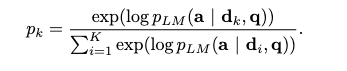 p_k = \frac{\exp(\log p_{LM}(\mathbf{a} \mid \mathbf{d}_k, \mathbf{q}))}{\sum_{i=1}^{K} \exp(\log p_{LM}(\mathbf{a} \mid \mathbf{d}_i, \mathbf{q}))}.